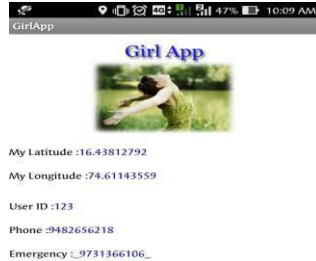 4G 47% 10:09 AM
GirlApp
Girl App
My Latitude :16.43812792
My Longitude :74.61143559
User ID :123
Phone :9482656218
Emergency :_9731366106_